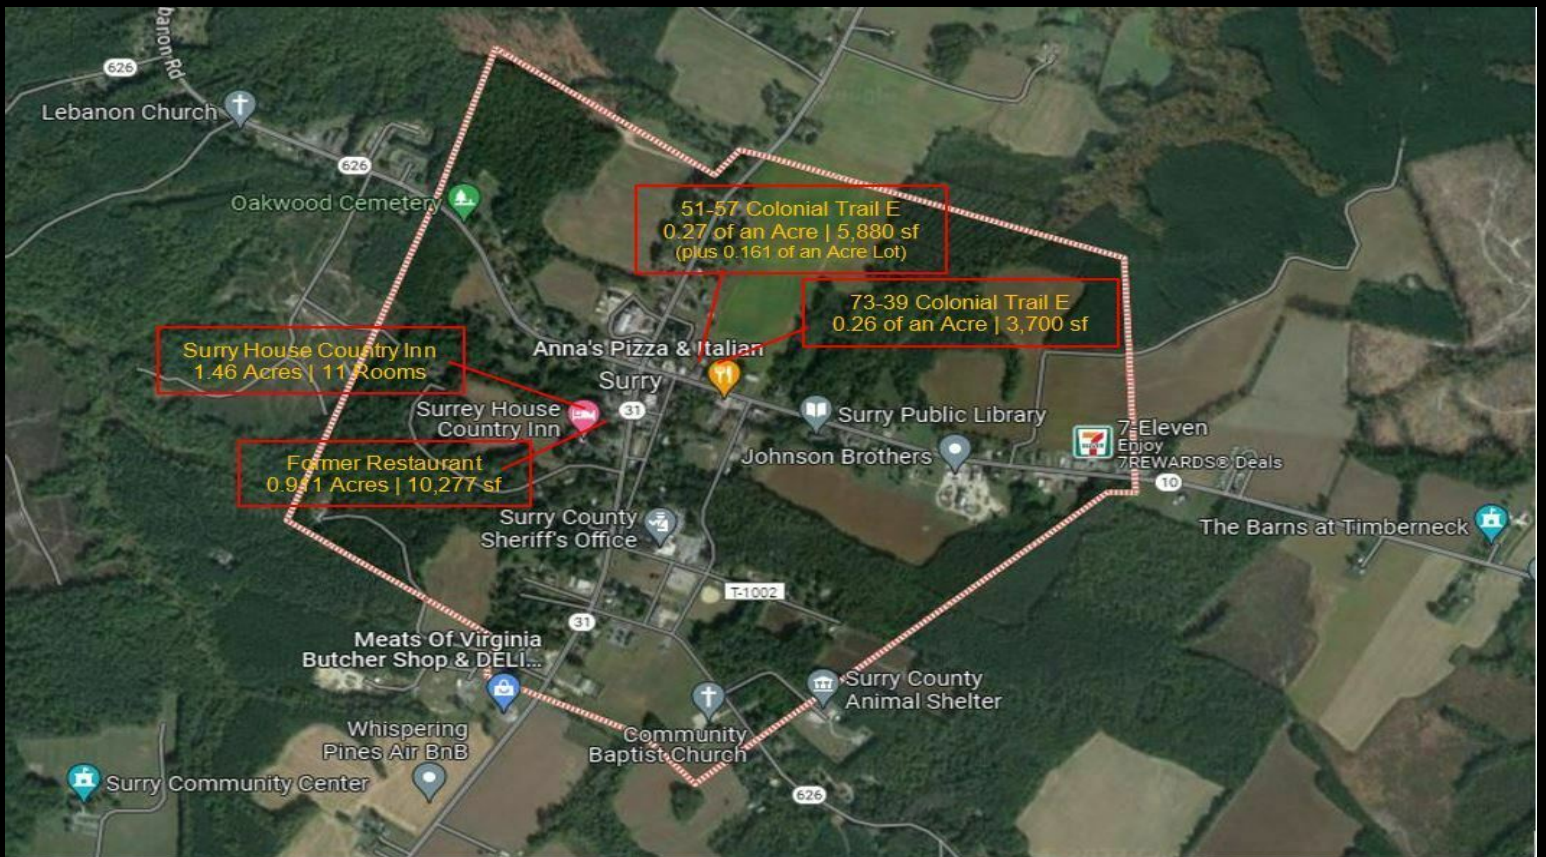 banon Rd
626
Lebanon Church
626
Oakwood Cemetery
51-57 Colonial Trail E
0.27 of an Acre | 5,880 sf
(plus 0.161 of an Acre Lot)
73-39 Colonial Trail E
0.26 of an Acre | 3,700 sf
Surry House Country Inn
1.46 Acres | 11 Rooms
Anna's Pizza & Italian
Surry
31
Surrey House
Country Inn
Surry Public Library
7-Eleven
Enjoy
7REWARDS® Deals
Johnson Brothers
Former Restaurant
Acres | 10,277 sf
10
Surry County
Sheriff's Office
The Barns at Timberneck
T-1002
31
Meats Of Virginia
Butcher Shop & DELI...
Surry County
Animal Shelter
Whispering
Pines Air BnB
Community
Baptist Church
Surry Community Center
626